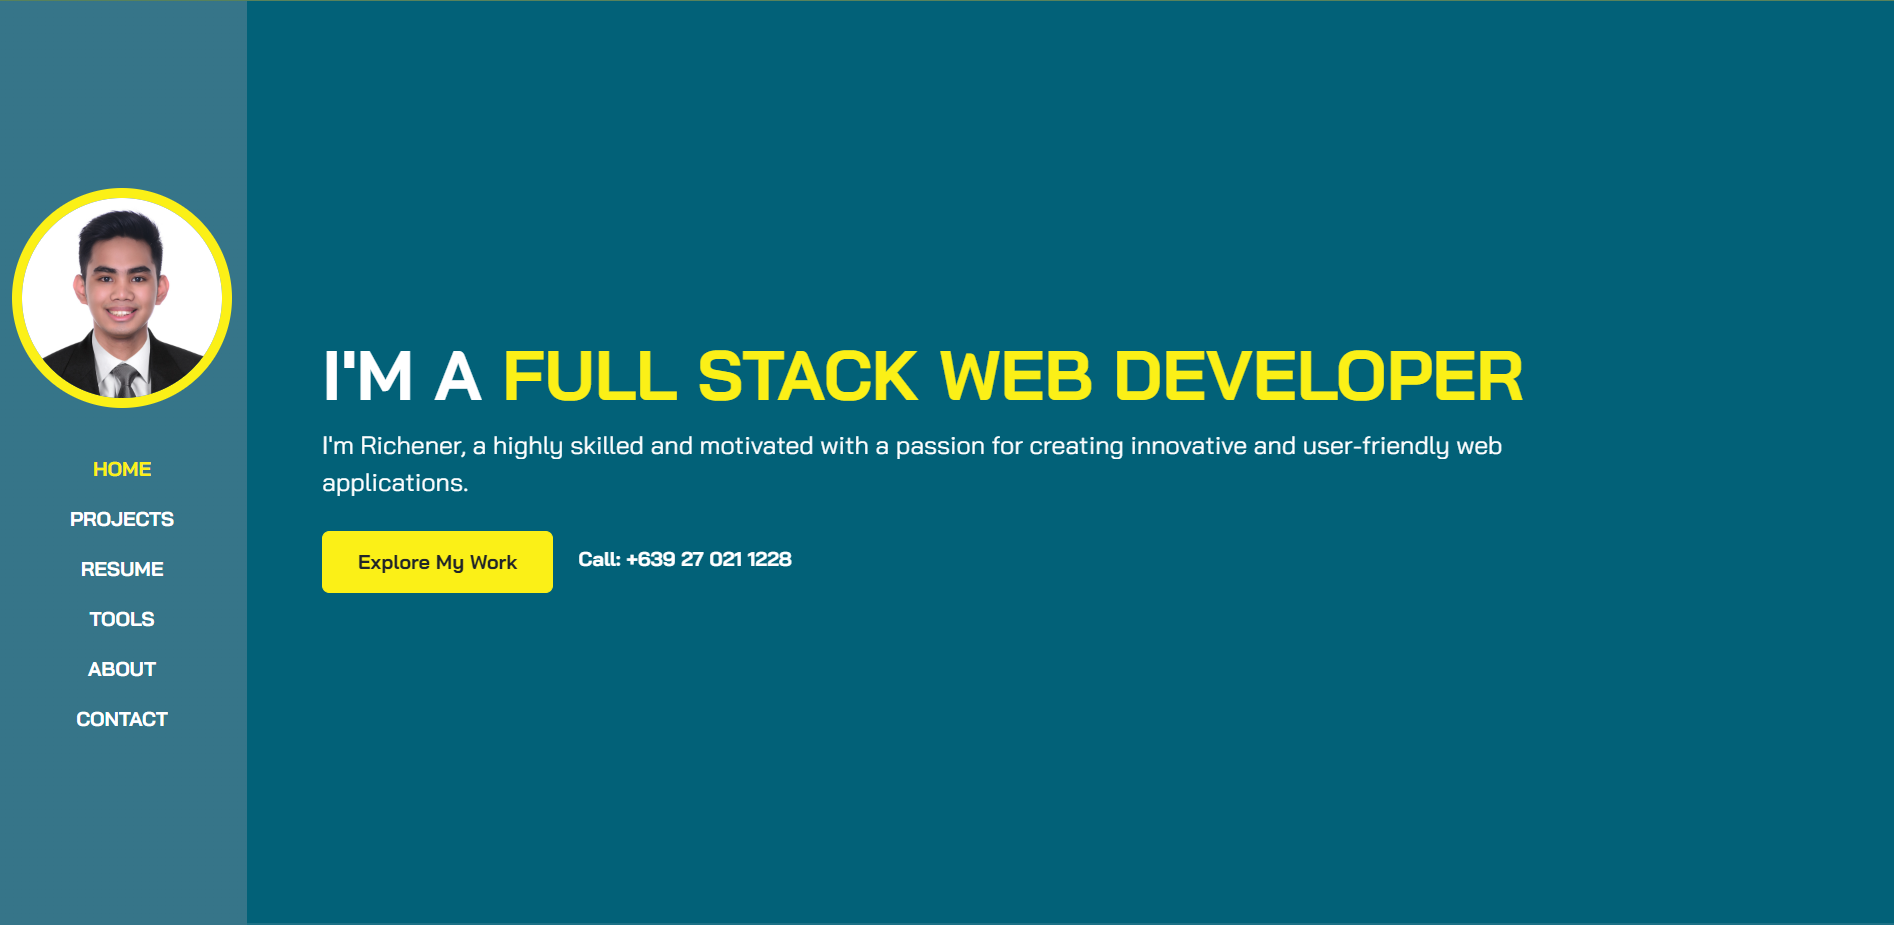 HOME
PROJECTS
RESUME
TOOLS
ABOUT
CONTACT
I'M A FULL STACK WEB DEVELOPER
I'm Richener, a highly skilled and motivated with a passion for creating innovative and user-friendly web
applications.
Explore My Work
Call: +639 27 021 1228